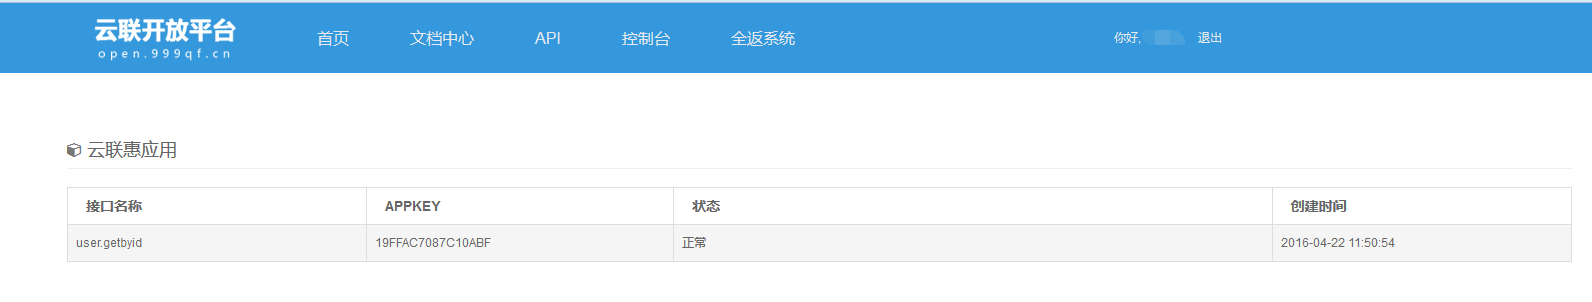 云联开放平台
open.999qf.cn
首页 文档中心 API 控制台 全返系统 你好, 退出
云联惠应用
接口名称 APPKEY 状态 创建时间
user.getbyid 19FFAC7087C10ABF 正常 2016-04-22 11:50:54